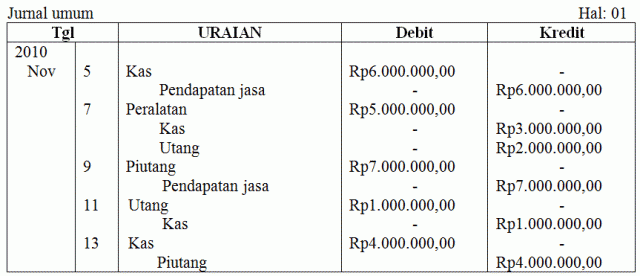 Jurnal umum Hal: 01
Tgl URAIAN Debit Kredit
2010
Nov 5 Kas Rp6.000.000,00 -
Pendapatan jasa - Rp6.000.000,00
7 Peralatan Rp5.000.000,00 -
Kas - Rp3.000.000,00
Utang - Rp2.000.000,00
9 Piutang Rp7.000.000,00 -
Pendapatan jasa - Rp7.000.000,00
11 Utang Rp1.000.000,00 -
Kas - Rp1.000.000,00
13 Kas Rp4.000.000,00 -
Piutang Rp4.000.000,00